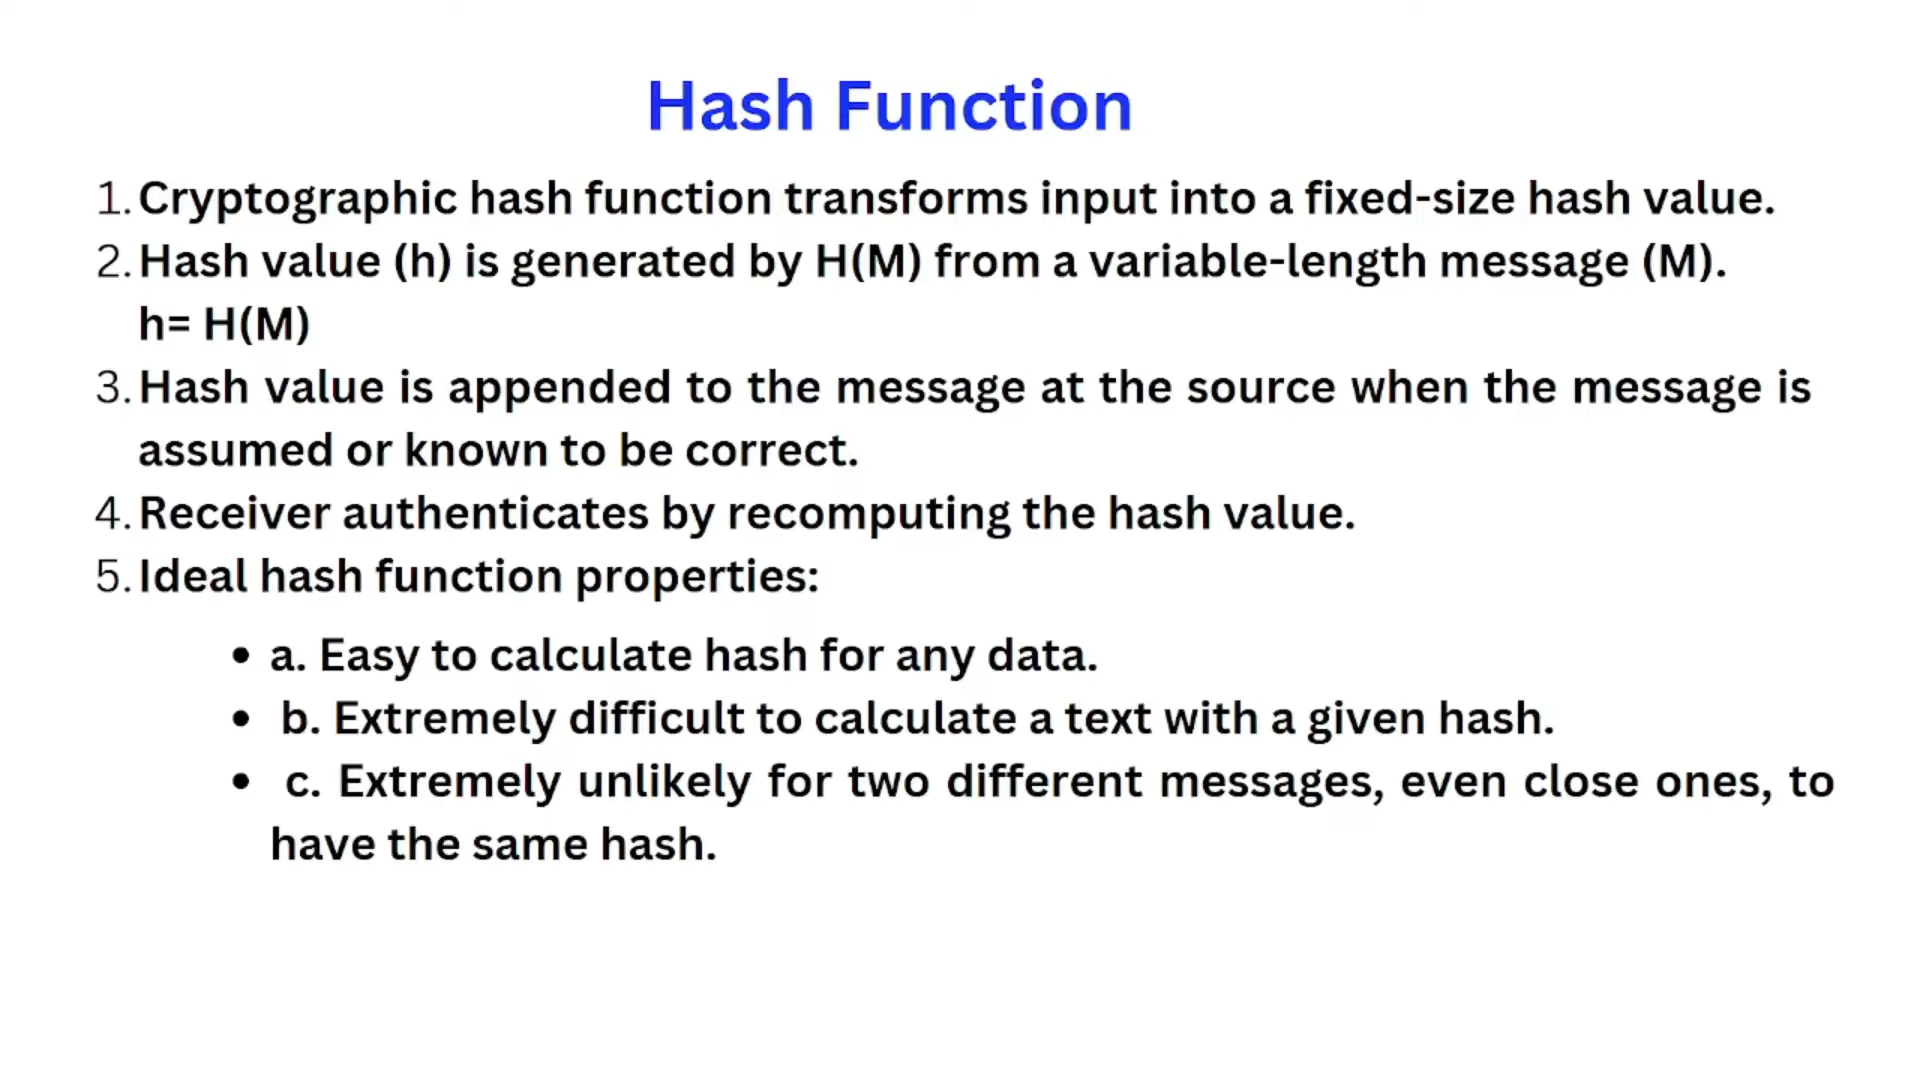 Hash Function
1. Cryptographic hash function transforms input into a fixed-size hash value.
2. Hash value (h) is generated by H(M) from a variable-length message (M).
h= H(M)
3. Hash value is appended to the message at the source when the message is
assumed or known to be correct.
4. Receiver authenticates by recomputing the hash value.
5. Ideal hash function properties:
• a. Easy to calculate hash for any data.
• b. Extremely difficult to calculate a text with a given hash.
• c. Extremely unlikely for two different messages, even close ones, to
have the same hash.